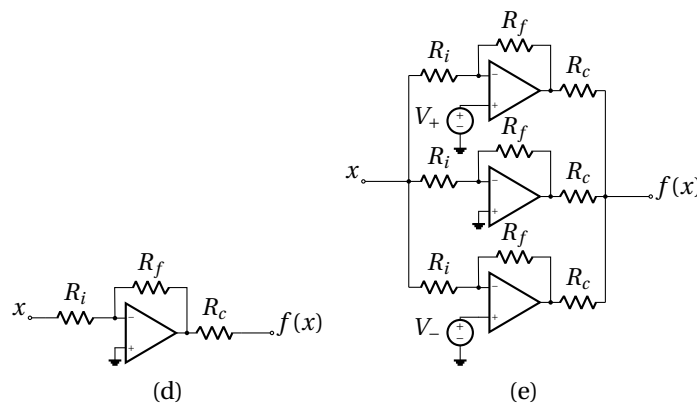 R_i
R_f
R_c
−
+
V_+
+
−
x
R_i
R_f
R_c
f(x)
−
+
R_i
R_f
R_c
−
+
V_−
+
−
x
R_i
R_f
R_c
f(x)
−
+
(d)
(e)